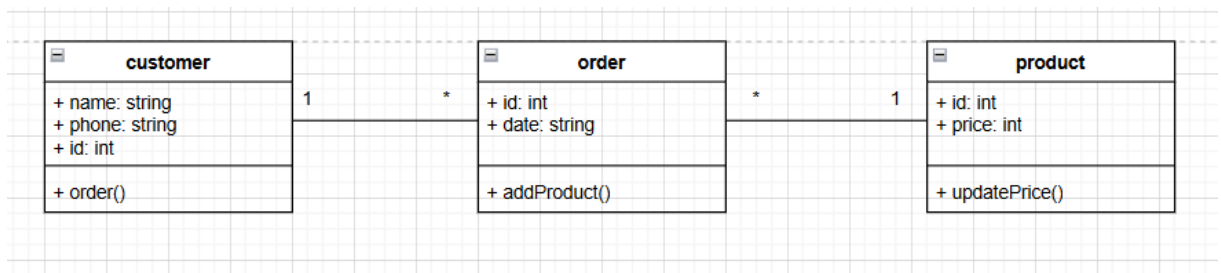 customer
+ name: string
+ phone: string
+ id: int
+ order()
1
*
order
+ id: int
+ date: string
+ addProduct()
*
1
product
+ id: int
+ price: int
+ updatePrice()